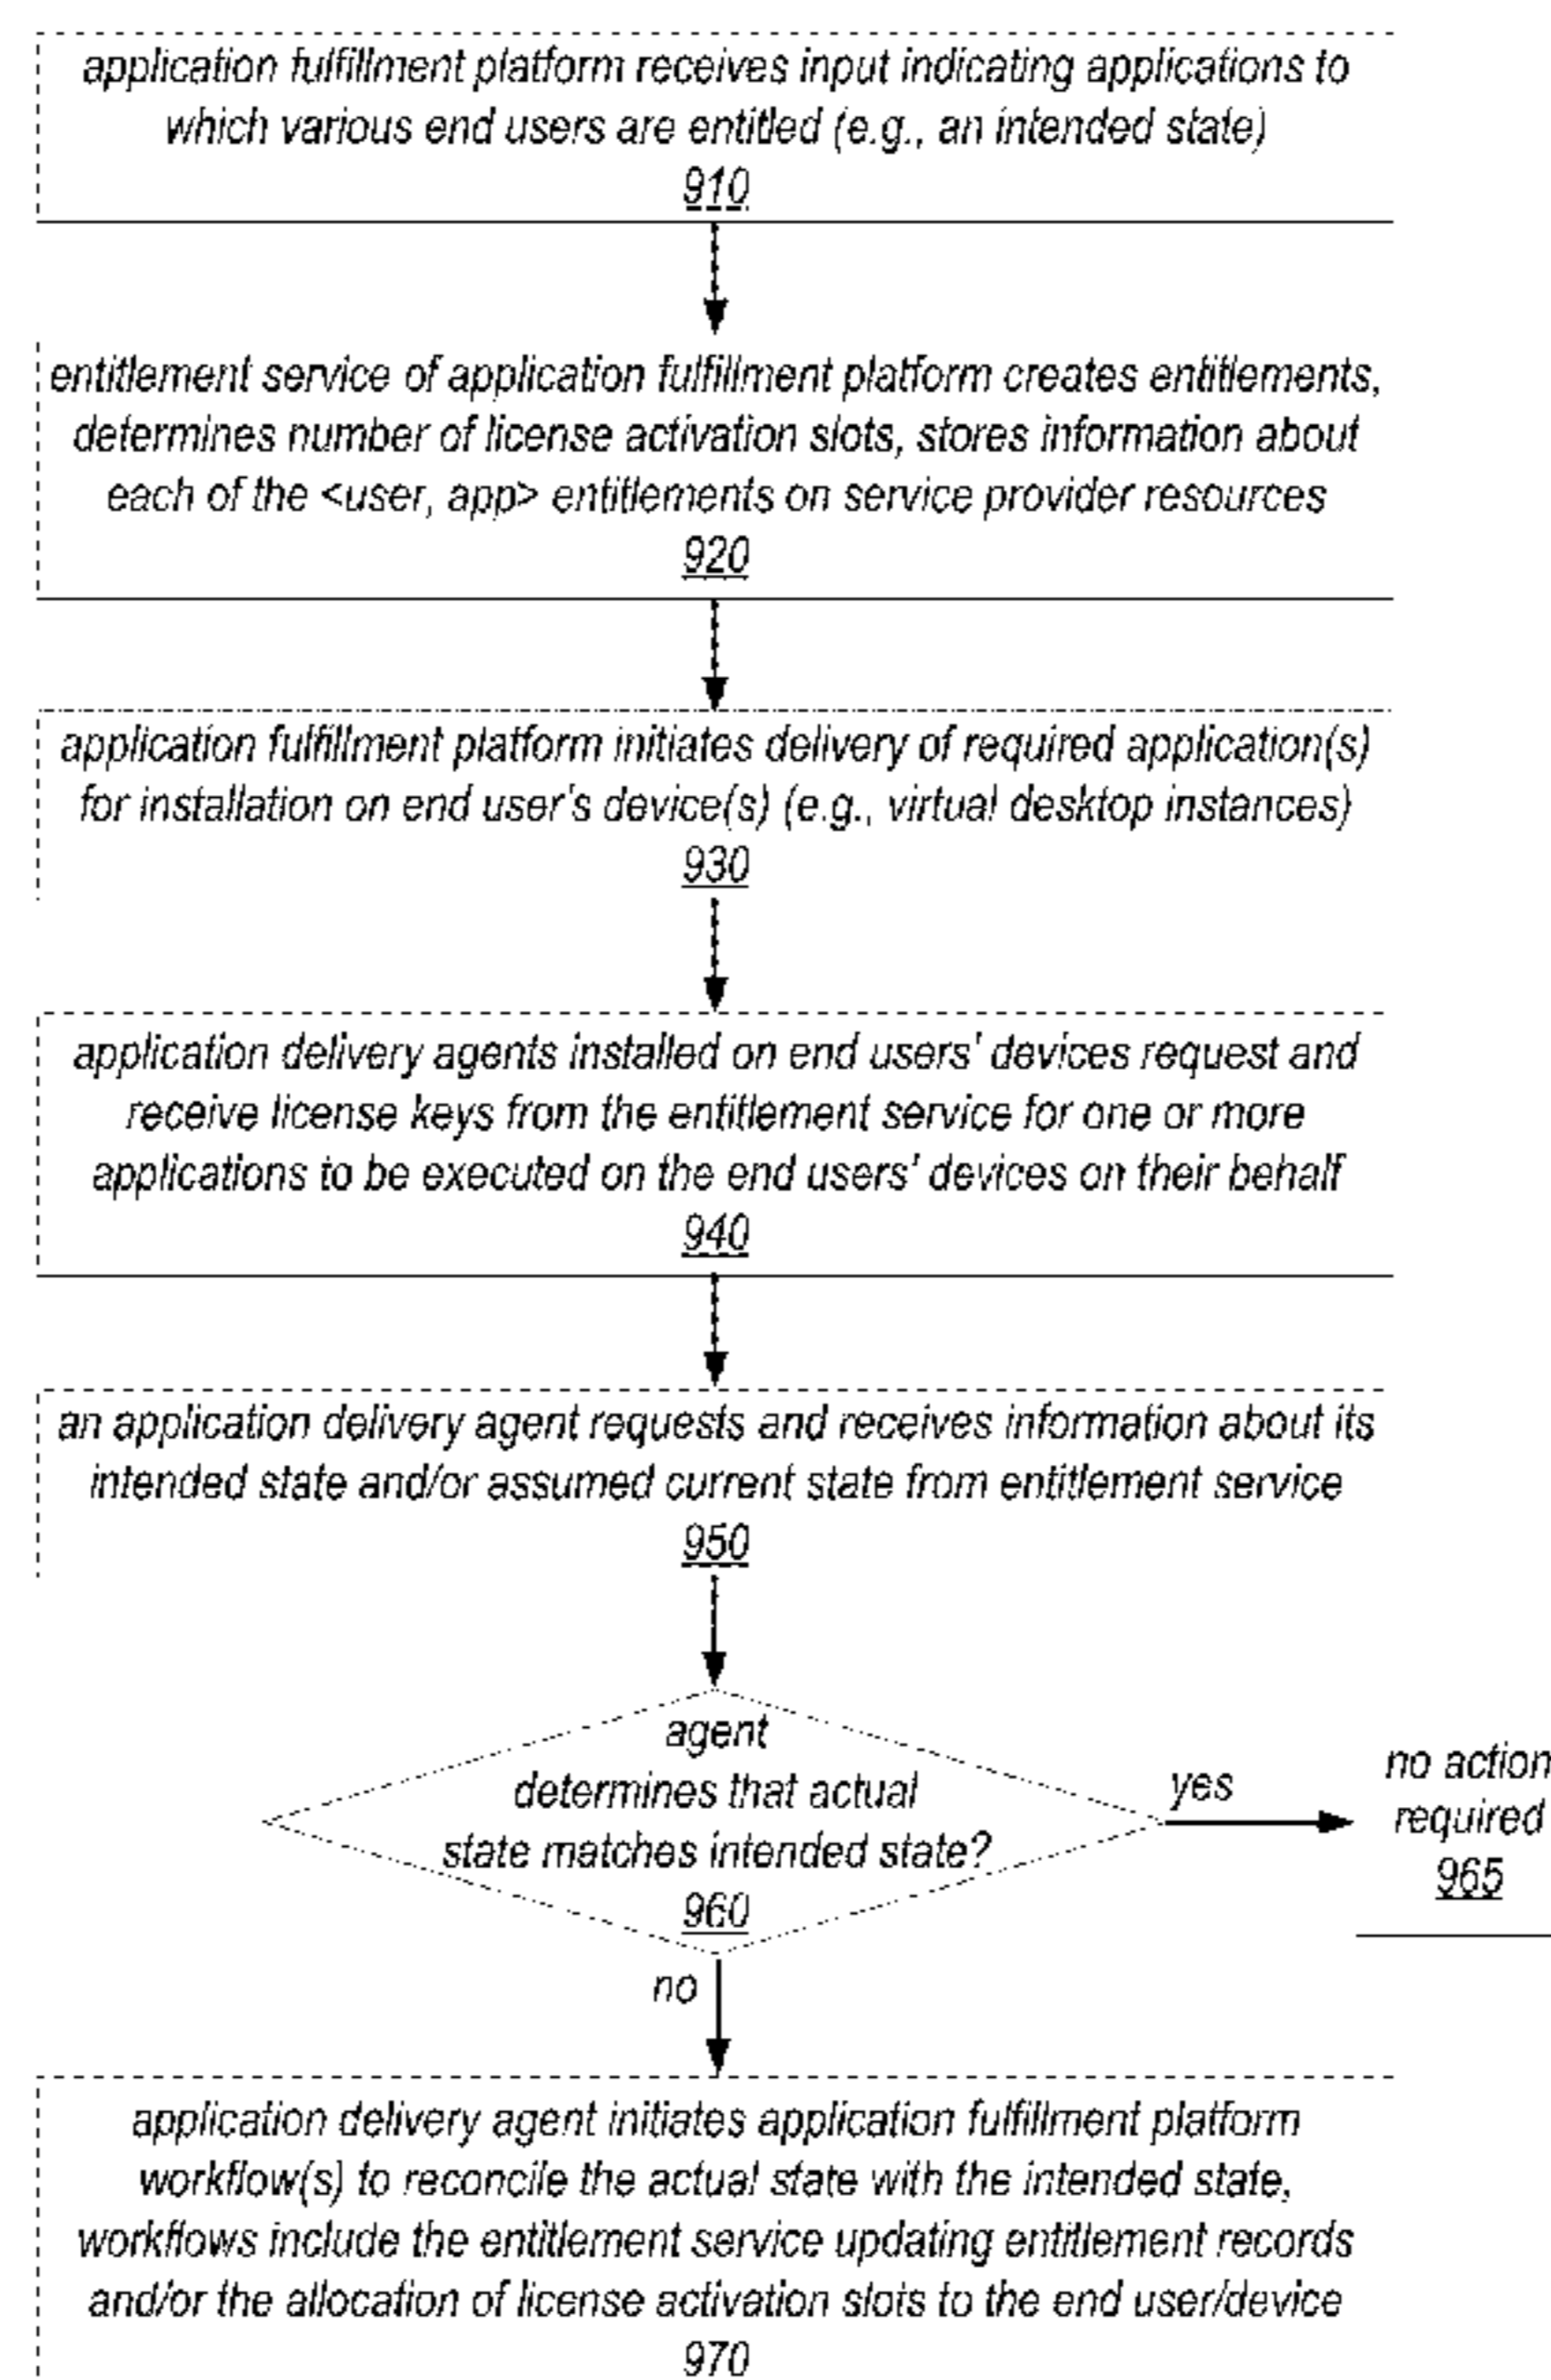 application fulfillment platform receives input indicating applications to
which various end users are entitled (e.g., an intended state)
910
entitlement service of application fulfillment platform creates entitlements,
determines number of license activation slots, stores information about
each of the <user, app> entitlements on service provider resources
920
application fulfillment platform initiates delivery of required application(s)
for installation on end user's device(s) (e.g., virtual desktop instances)
930
application delivery agents installed on end users' devices request and
receive license keys from the entitlement service for one or more
applications to be executed on the end users' devices on their behalf
940
an application delivery agent requests and receives information about its
intended state and/or assumed current state from entitlement service
950
agent
determines that actual
state matches intended state?
960
yes
no action
required
965
no
application delivery agent initiates application fulfillment platform
workflow(s) to reconcile the actual state with the intended state,
workflows include the entitlement service updating entitlement records
and/or the allocation of license activation slots to the end user/device
970